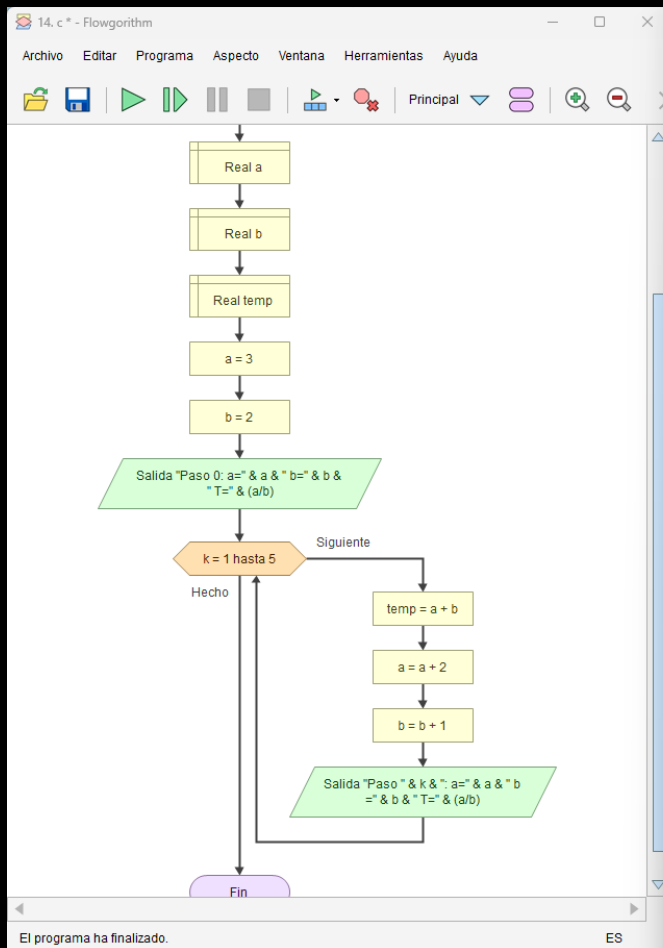 14. c * - Flowgorithm
Archivo Editar Programa Aspecto Ventana Herramientas Ayuda
Principal
Real a
Real b
Real temp
a = 3
b = 2
Salida "Paso 0: a=" & a & " b=" & b &
" T=" & (a/b)
Siguiente
k = 1 hasta 5
Hecho
temp = a + b
a = a + 2
b = b + 1
Salida "Paso " & k & ": a=" & a & " b
=" & b & " T=" & (a/b)
Fin
El programa ha finalizado. ES